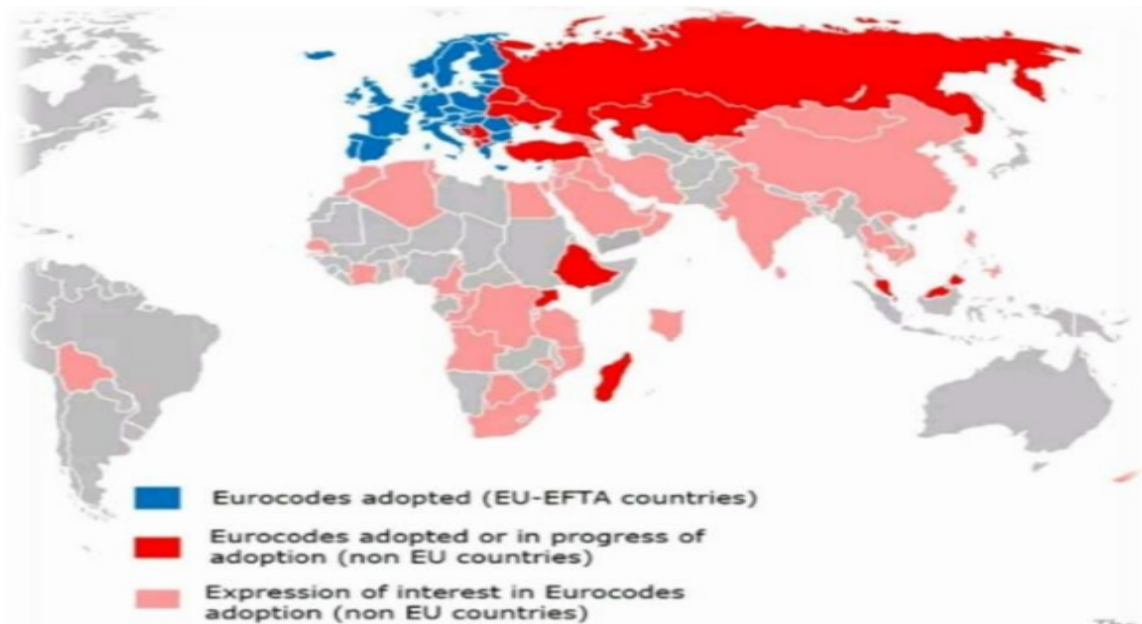 Eurocodes adopted (EU-EFTA countries)
Eurocodes adopted or in progress of
adoption (non EU countries)
Expression of interest in Eurocodes
adoption (non EU countries)